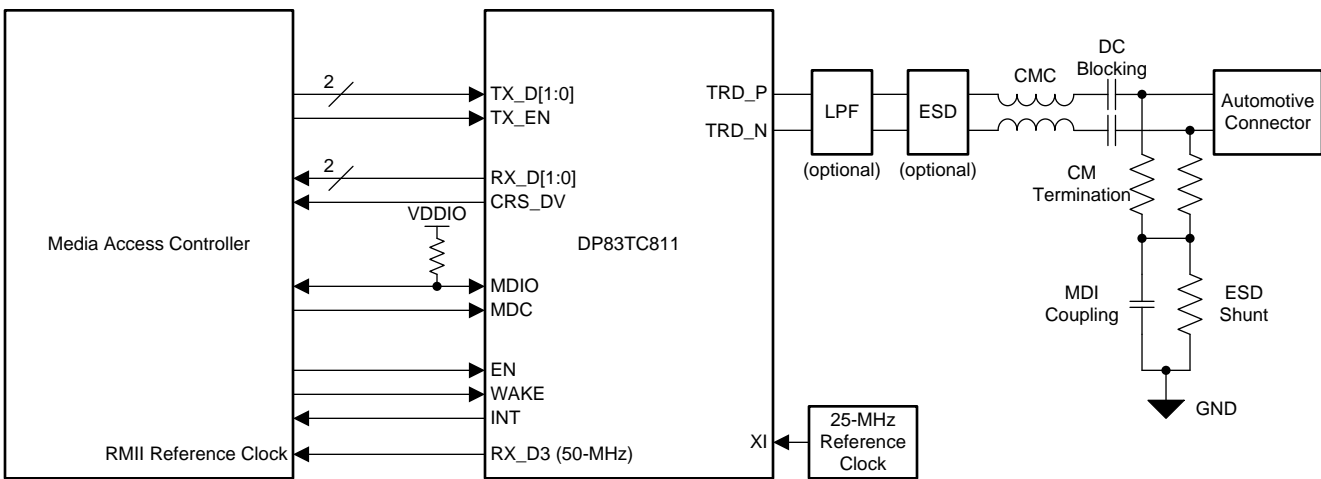 Media Access Controller
RMII Reference Clock
2
2
VDDIO
TX_D[1:0]
TX_EN
RX_D[1:0]
CRS_DV
MDIO
MDC
EN
WAKE
INT
RX_D3 (50-MHz)
DP83TC811
TRD_P
TRD_N
XI
LPF
(optional)
ESD
(optional)
CMC
DC
Blocking
Automotive
Connector
CM
Termination
MDI
Coupling
ESD
Shunt
GND
25-MHz
Reference
Clock